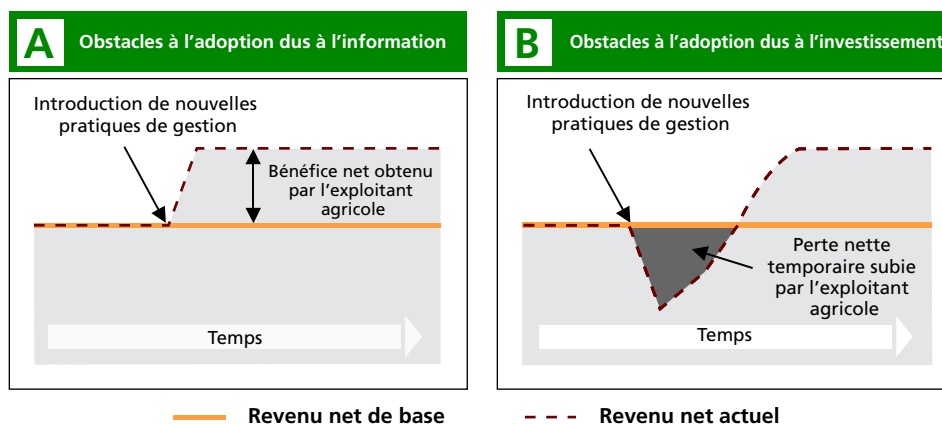 A
Obstacles à l'adoption dus à l'information
Introduction de nouvelles
pratiques de gestion
Bénéfice net obtenu
par l'exploitant
agricole
Temps
B
Obstacles à l'adoption dus à l'investissement
Introduction de nouvelles
pratiques de gestion
Perte nette
temporaire subie
par l'exploitant
agricole
Temps
Revenu net de base
Revenu net actuel